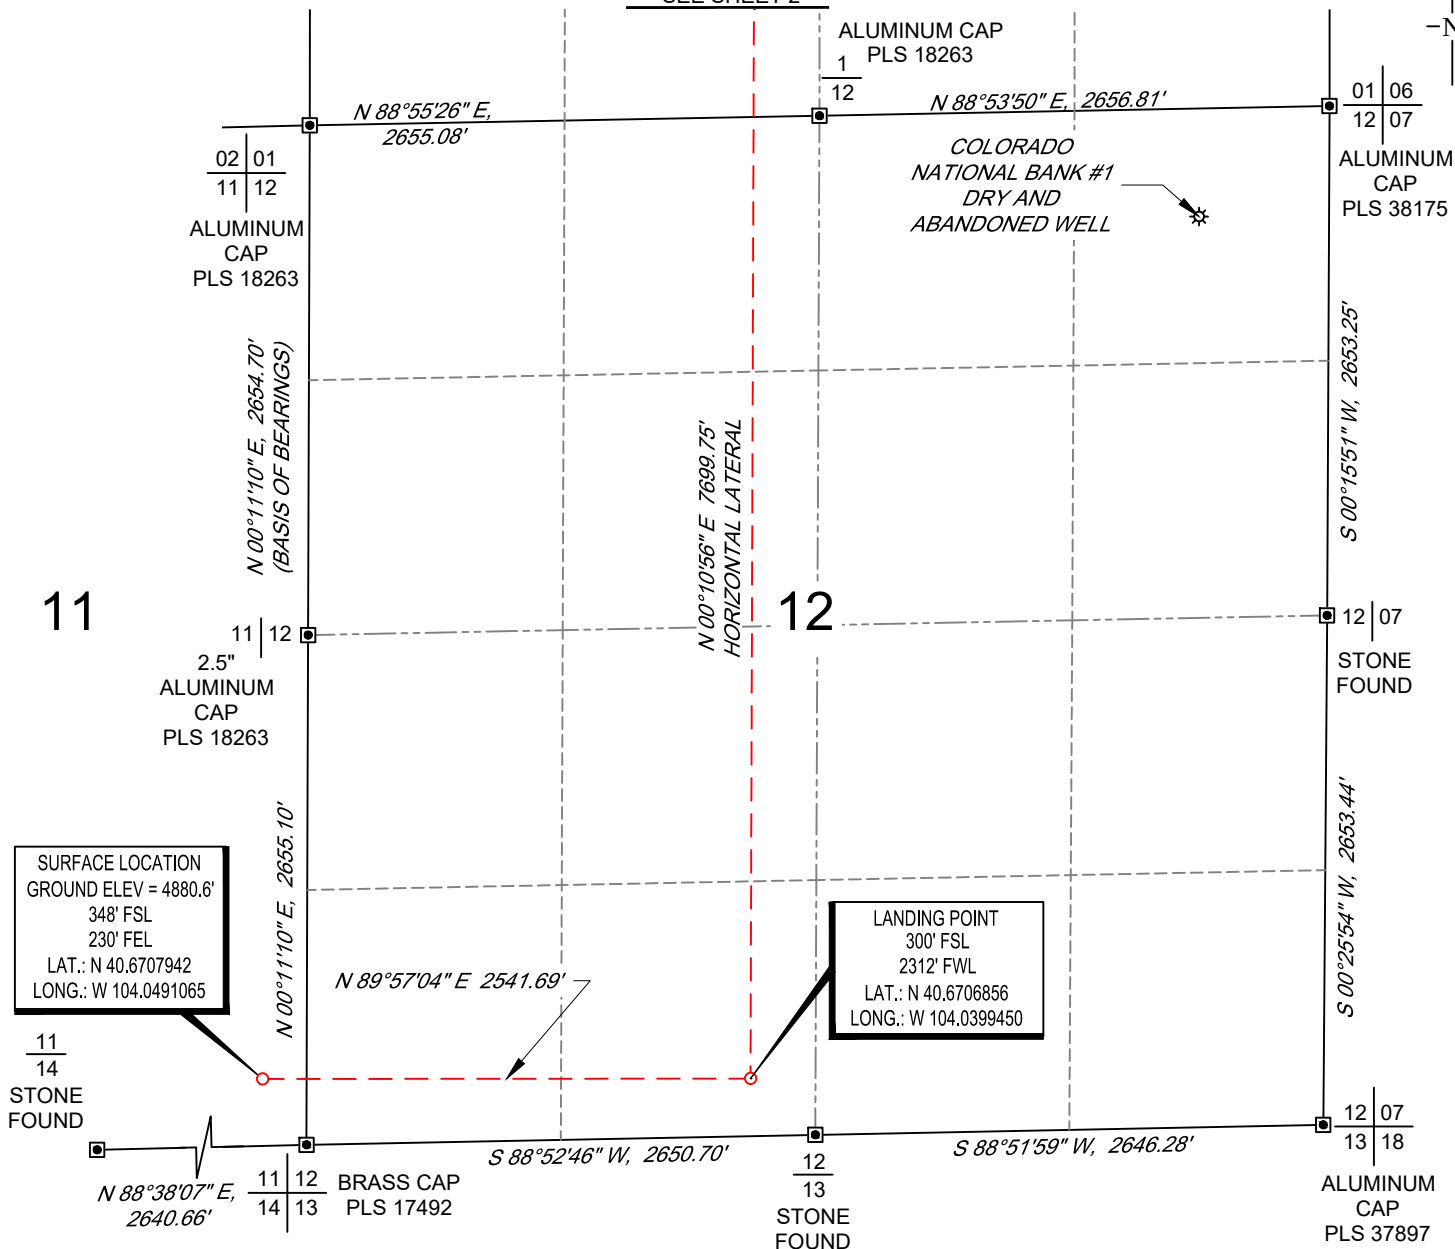 SEE SHEET 2
N
ALUMINUM CAP
PLS 18263
1
12
N 88°55'26" E,
2655.08'
N 88°53'50" E, 2656.81'
01 06
12 07
ALUMINUM
CAP
PLS 38175
02 01
11 12
ALUMINUM
CAP
PLS 18263
COLORADO
NATIONAL BANK #1
DRY AND
ABANDONED WELL
N 00°11'10" E, 2654.70'
(BASIS OF BEARINGS)
S 00°15'51" W, 2653.25'
N 00°10'56" E 7699.75'
HORIZONTAL LATERAL
11
12
11 12
2.5"
ALUMINUM
CAP
PLS 18263
12 07
STONE
FOUND
N 00°11'10" E, 2655.10'
S 00°25'54" W, 2653.44'
SURFACE LOCATION
GROUND ELEV = 4880.6'
348' FSL
230' FEL
LAT.: N 40.6707942
LONG.: W 104.0491065
LANDING POINT
300' FSL
2312' FWL
LAT.: N 40.6706856
LONG.: W 104.0399450
N 89°57'04" E 2541.69'
11
14
STONE
FOUND
N 88°38'07" E,
2640.66'
11 12
14 13
BRASS CAP
PLS 17492
S 88°52'46" W, 2650.70'
12
13
STONE
FOUND
S 88°51'59" W, 2646.28'
12 07
13 18
ALUMINUM
CAP
PLS 37897